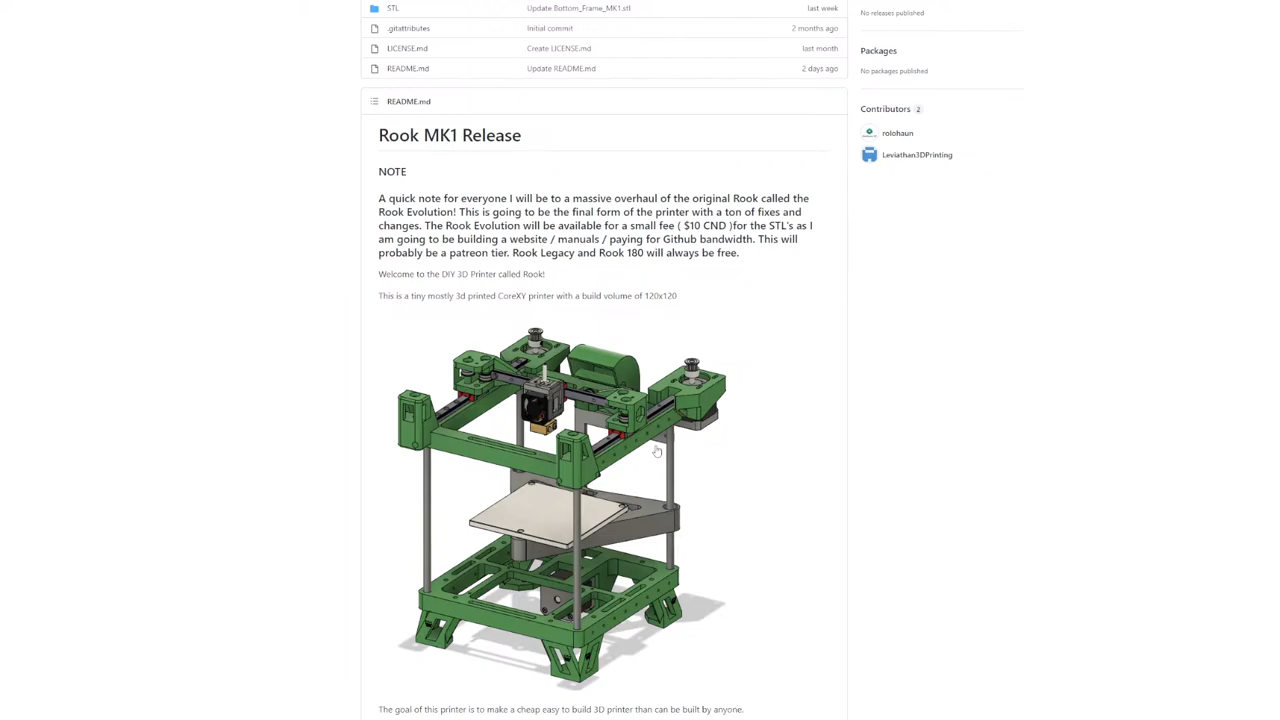 STL Update Bottom_Frame_MK1.stl last week
.gitattributes Initial commit 2 months ago
LICENSE.md Create LICENSE.md last month
README.md Update README.md 2 days ago
README.md
Rook MK1 Release
NOTE
A quick note for everyone I will be to a massive overhaul of the original Rook called the
Rook Evolution! This is going to be the final form of the printer with a ton of fixes and
changes. The Rook Evolution will be available for a small fee ( $10 CND )for the STL's as I
am going to be building a website / manuals / paying for Github bandwidth. This will
probably be a patreon tier. Rook Legacy and Rook 180 will always be free.
Welcome to the DIY 3D Printer called Rook!
This is a tiny mostly 3d printed CoreXY printer with a build volume of 120x120
The goal of this printer is to make a cheap easy to build 3D printer than can be built by anyone.
No releases published
Packages
No packages published
Contributors 2
rolohaun
Leviathan3DPrinting